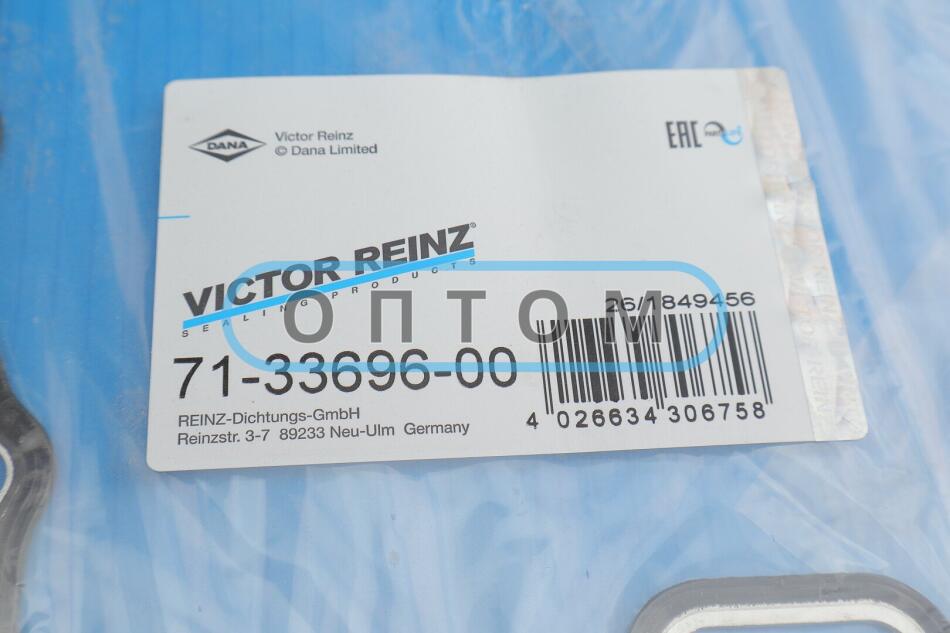 DANA
Victor Reinz
© Dana Limited
EAC
VICTOR REINZ®
SEALING PRODUCTS
ОПТОМ
26/1849456
71-33696-00
4 026634 306758
REINZ-Dichtungs-GmbH
Reinzstr. 3-7 89233 Neu-Ulm Germany